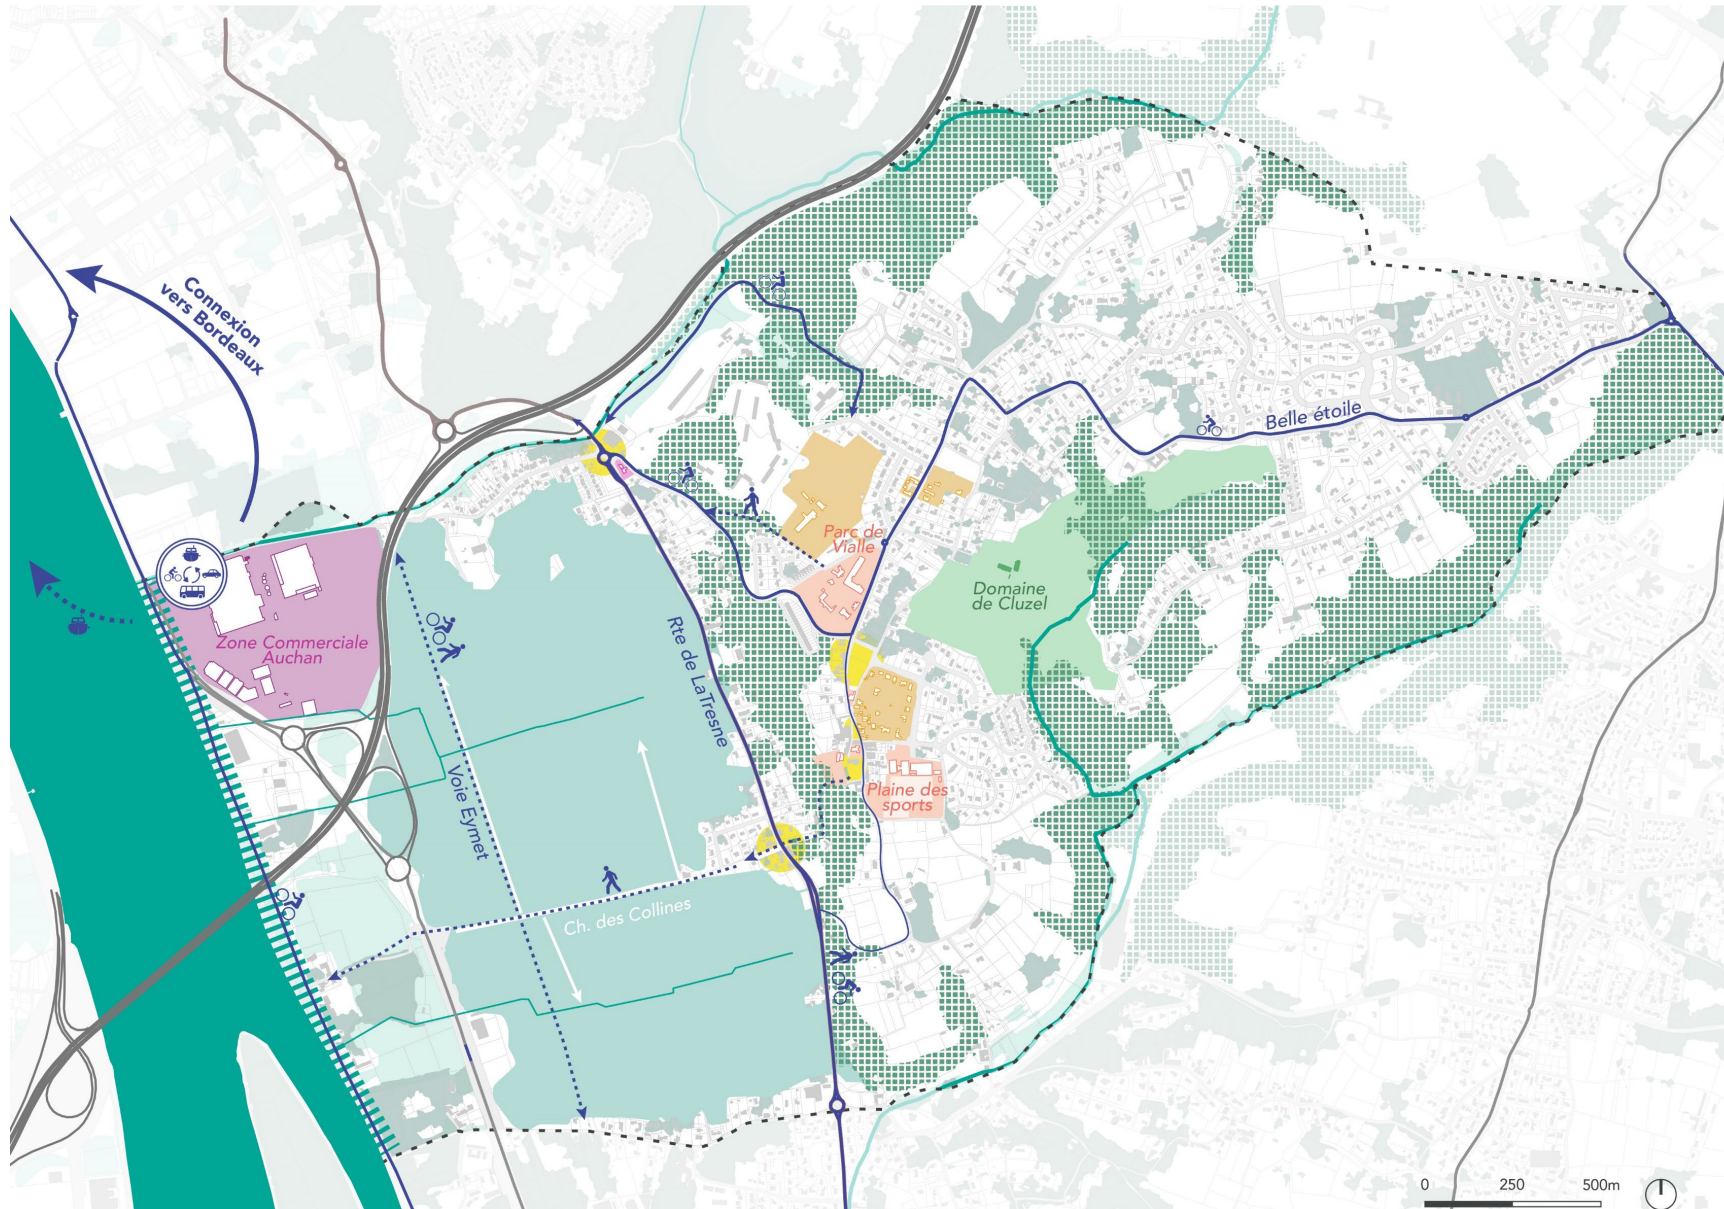 Connexion
vers Bordeaux
Belle étoile
Parc de
Vialle
Domaine
de Cluzel
Zone Commerciale
Auchan
Rte de LaTresne
Voie Eymet
Plaine des
sports
Ch. des Collines
0 250 500m